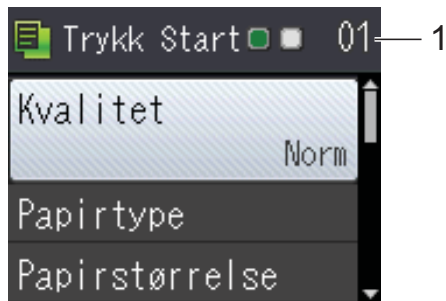 Trykk Start 01 1
Kvalitet
Norm
Papirtype
Papirstørrelse